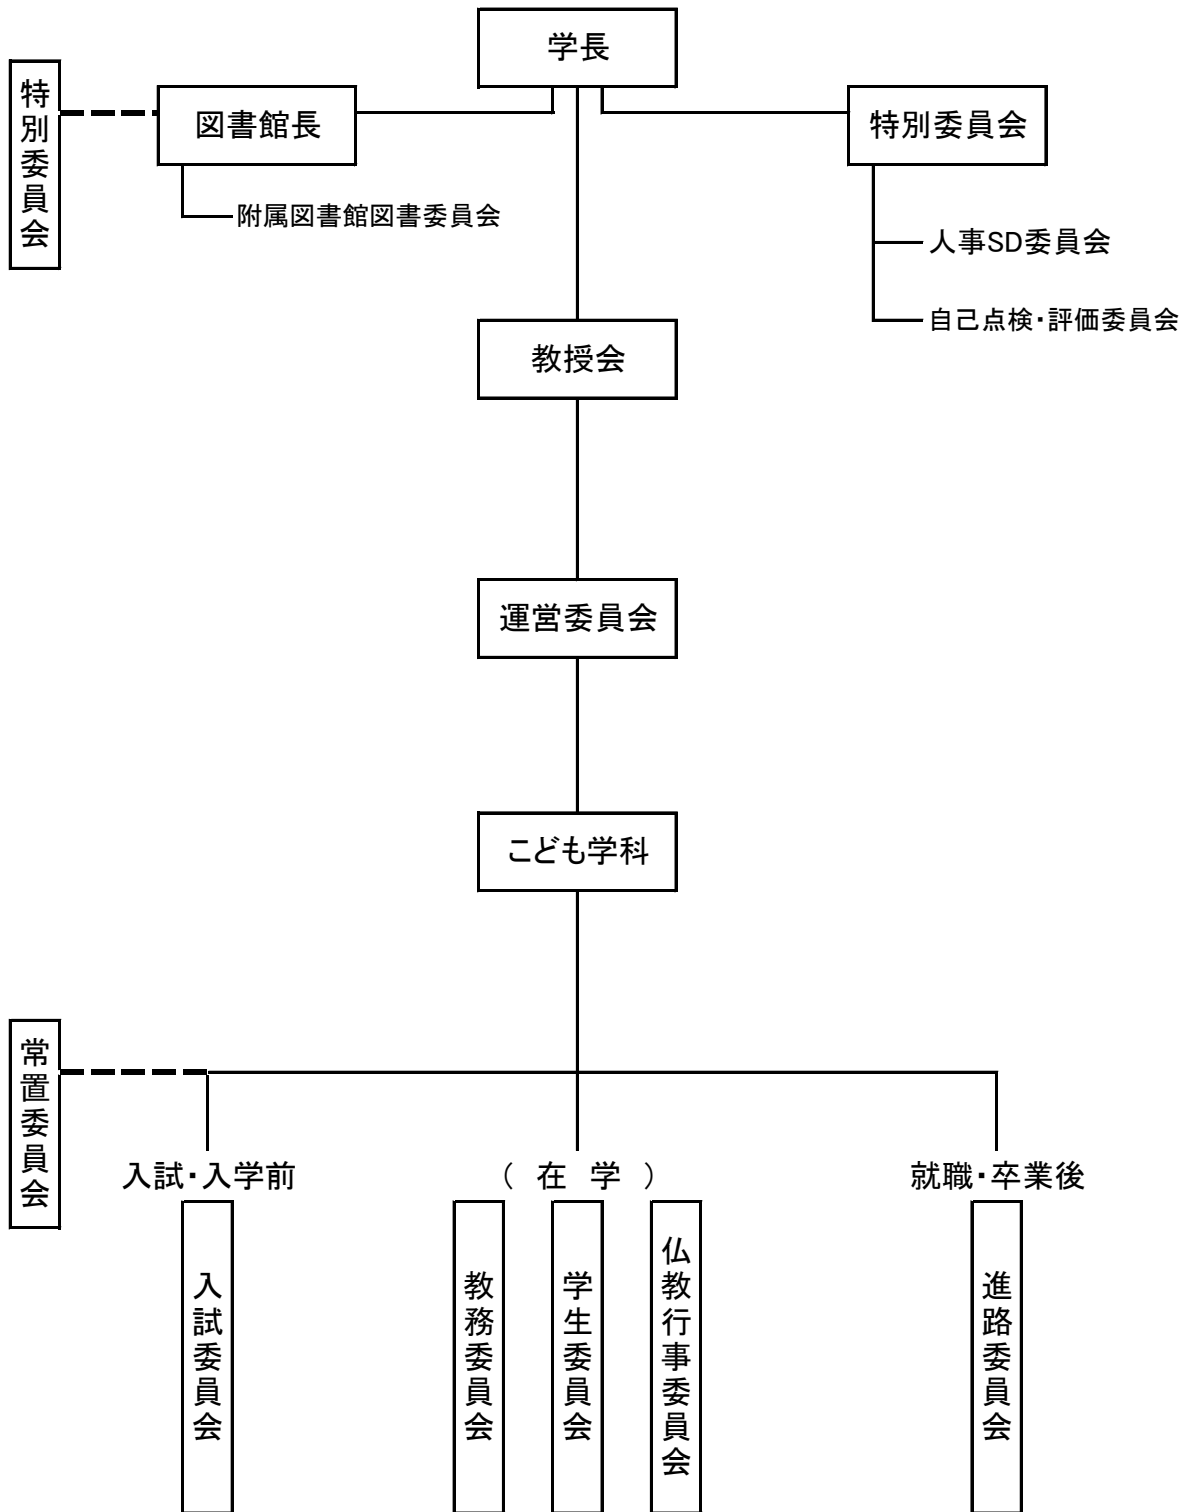 学長
特別委員会
図書館長
特別委員会
附属図書館図書委員会
人事SD委員会
自己点検・評価委員会
教授会
運営委員会
こども学科
常置委員会
入試・入学前
（ 在 学 ）
就職・卒業後
入試委員会
教務委員会
学生委員会
仏教行事委員会
進路委員会